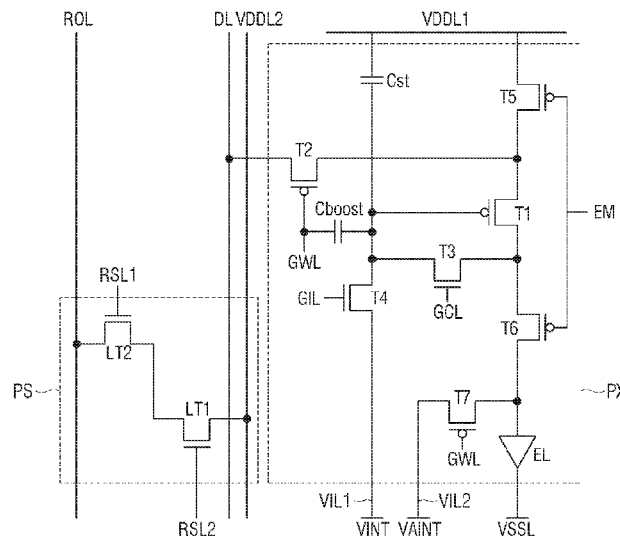 ROL
DL VDDL2
VDDL1
Cst
T5
T2
Cboost
T1
EM
GWL
T3
RSL1
GIL
T4
GCL
T6
LT2
PS
LT1
T7
PX
GWL
EL
VIL1
VIL2
RSL2
VINT
VAINT
VSSL